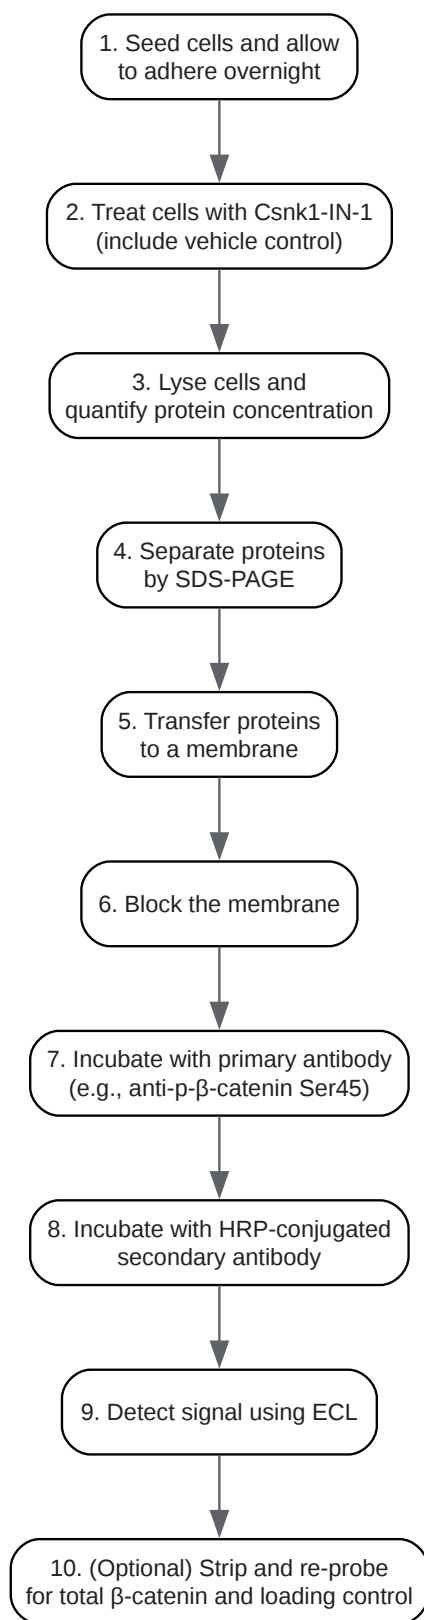 1. Seed cells and allow
to adhere overnight
2. Treat cells with Csnk1-IN-1
(include vehicle control)
3. Lyse cells and
quantify protein concentration
4. Separate proteins
by SDS-PAGE
5. Transfer proteins
to a membrane
6. Block the membrane
7. Incubate with primary antibody
(e.g., anti-p-β-catenin Ser45)
8. Incubate with HRP-conjugated
secondary antibody
9. Detect signal using ECL
10. (Optional) Strip and re-probe
for total β-catenin and loading control